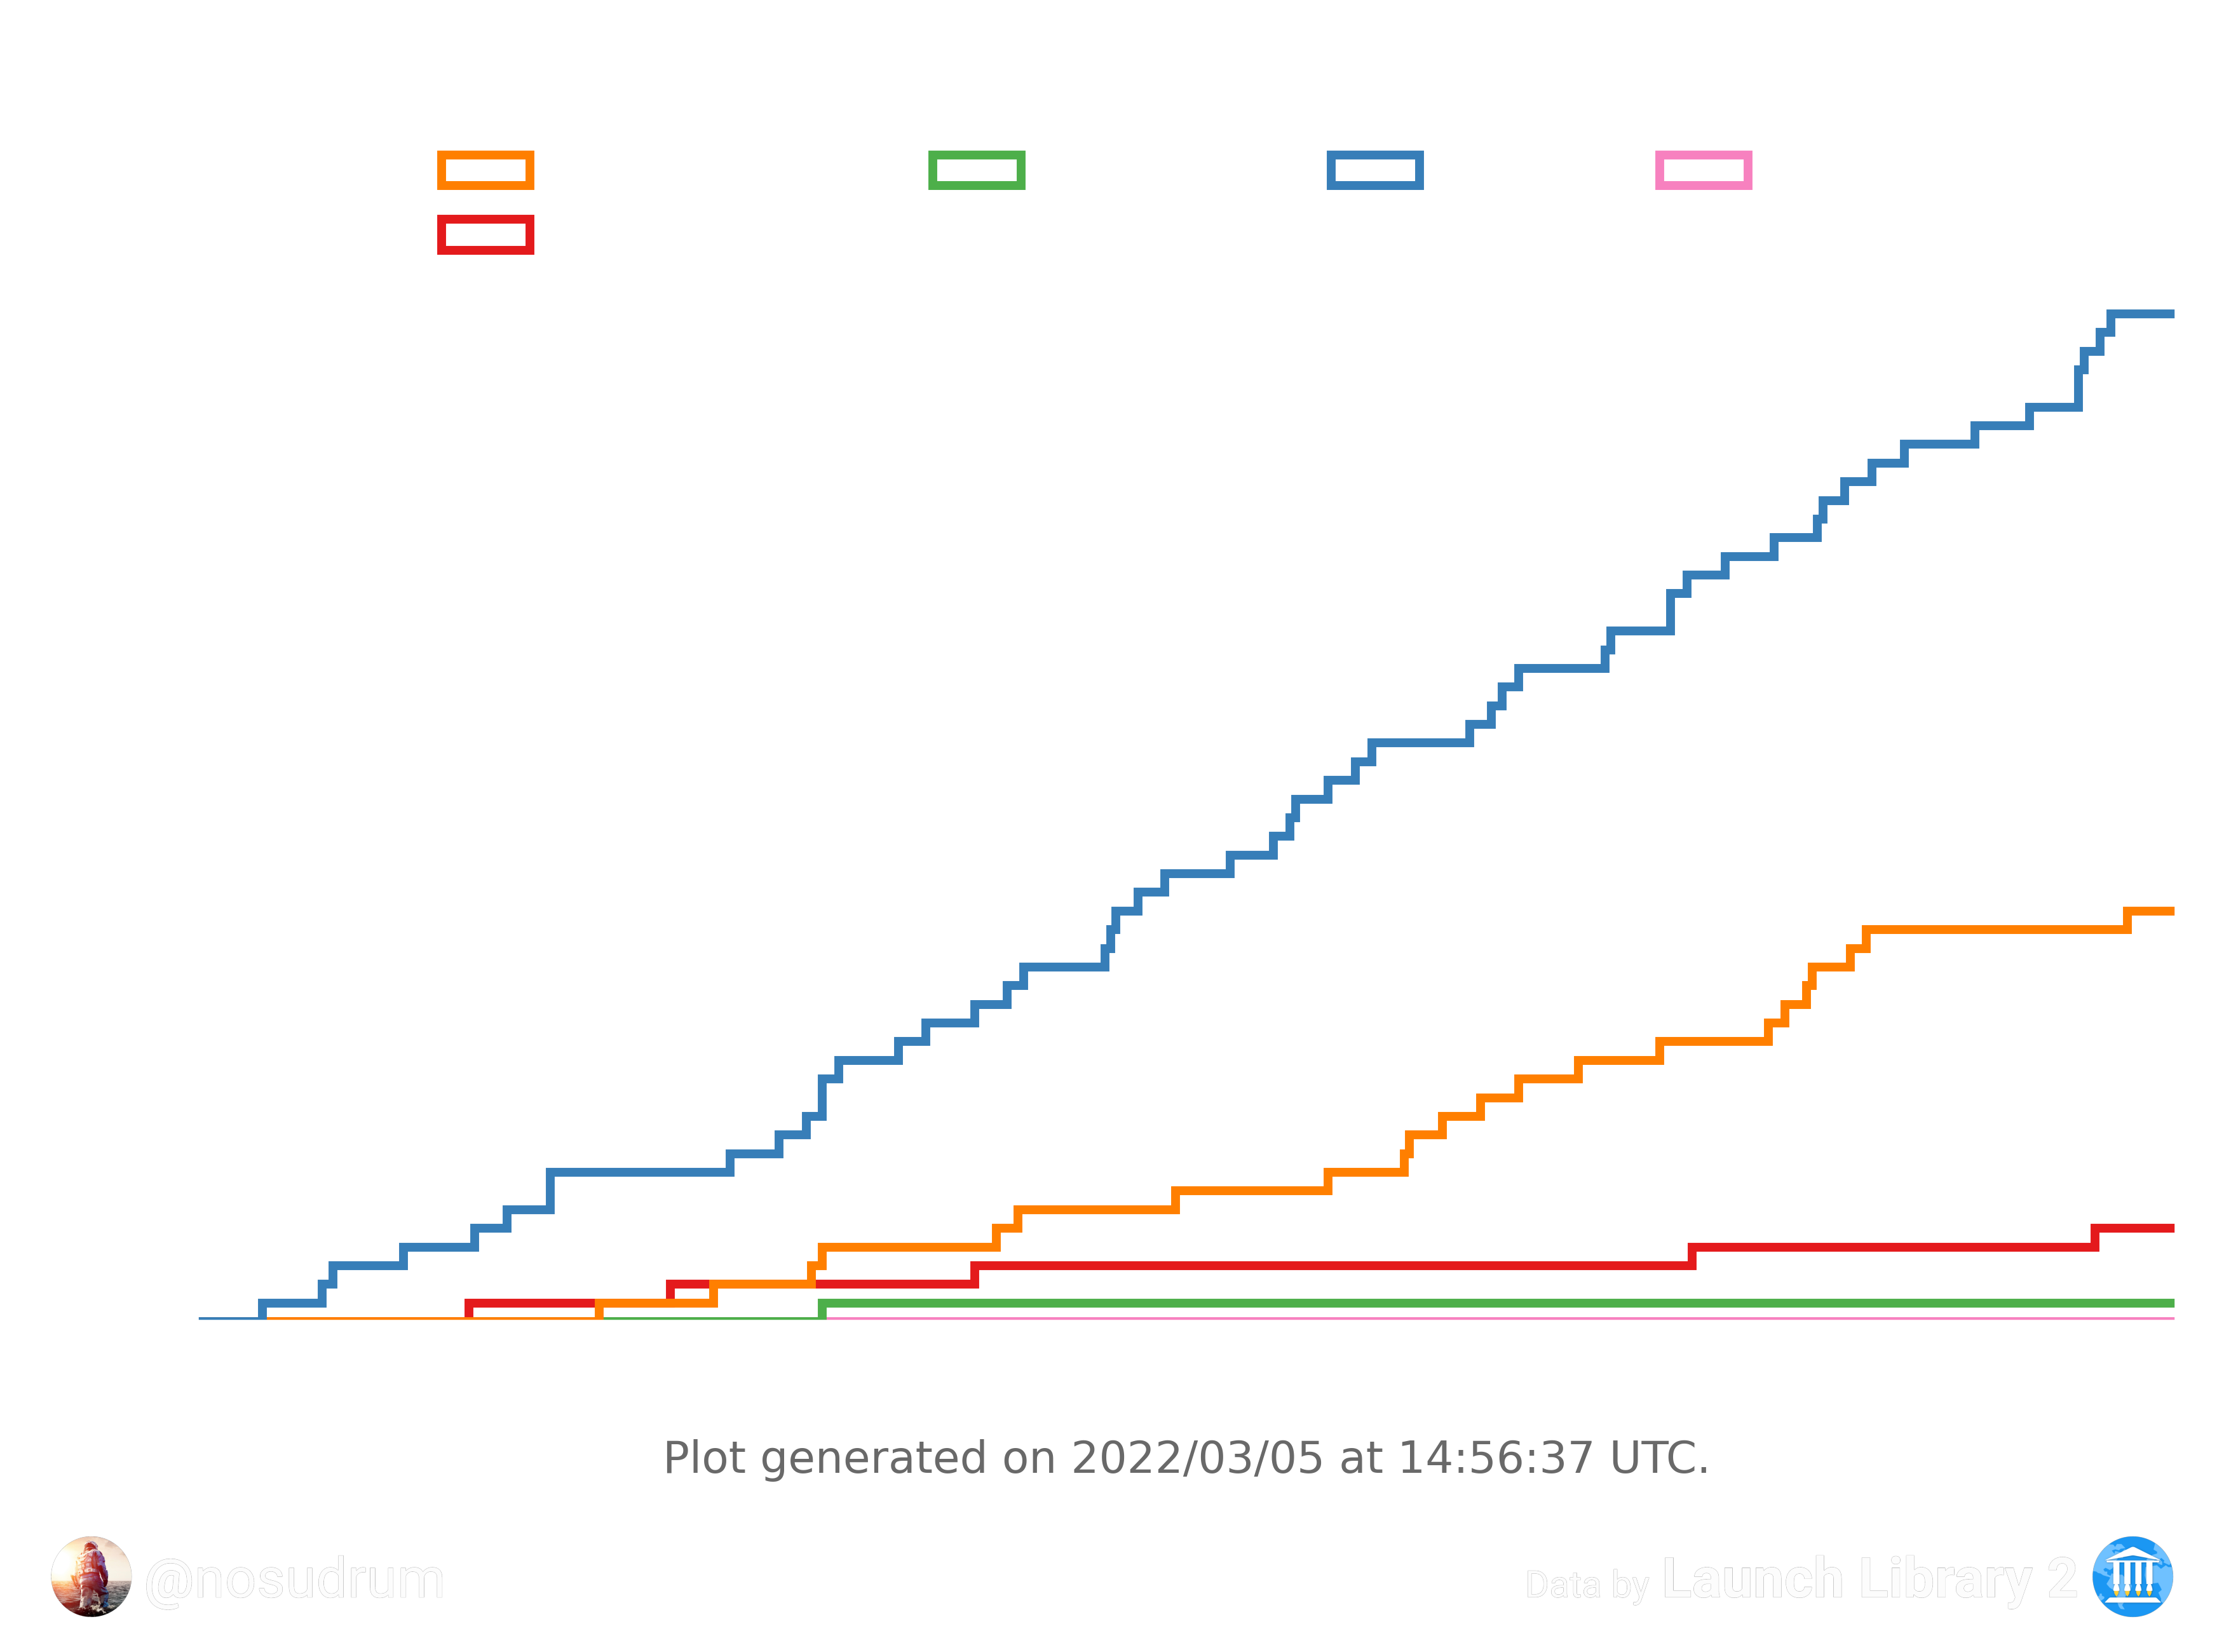 Plot generated on 2022/03/05 at 14:56:37 UTC.
@nosudrum
Data by Launch Library 2